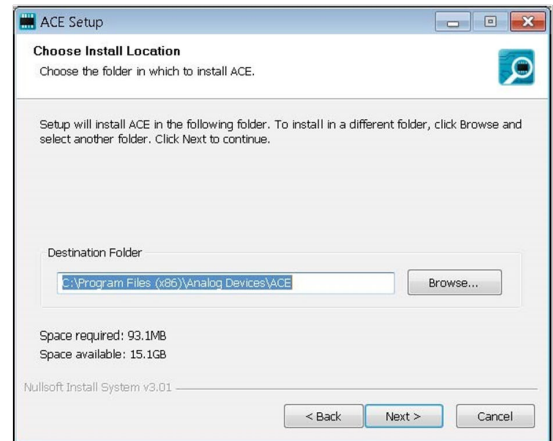 ACE Setup
Choose Install Location
Choose the folder in which to install ACE.
Setup will install ACE in the following folder. To install in a different folder, click Browse and
select another folder. Click Next to continue.
Destination Folder
C:\Program Files (x86)\Analog Devices\ACE
Browse...
Space required: 93.1MB
Space available: 15.1GB
Nullsoft Install System v3.01
< Back
Next >
Cancel